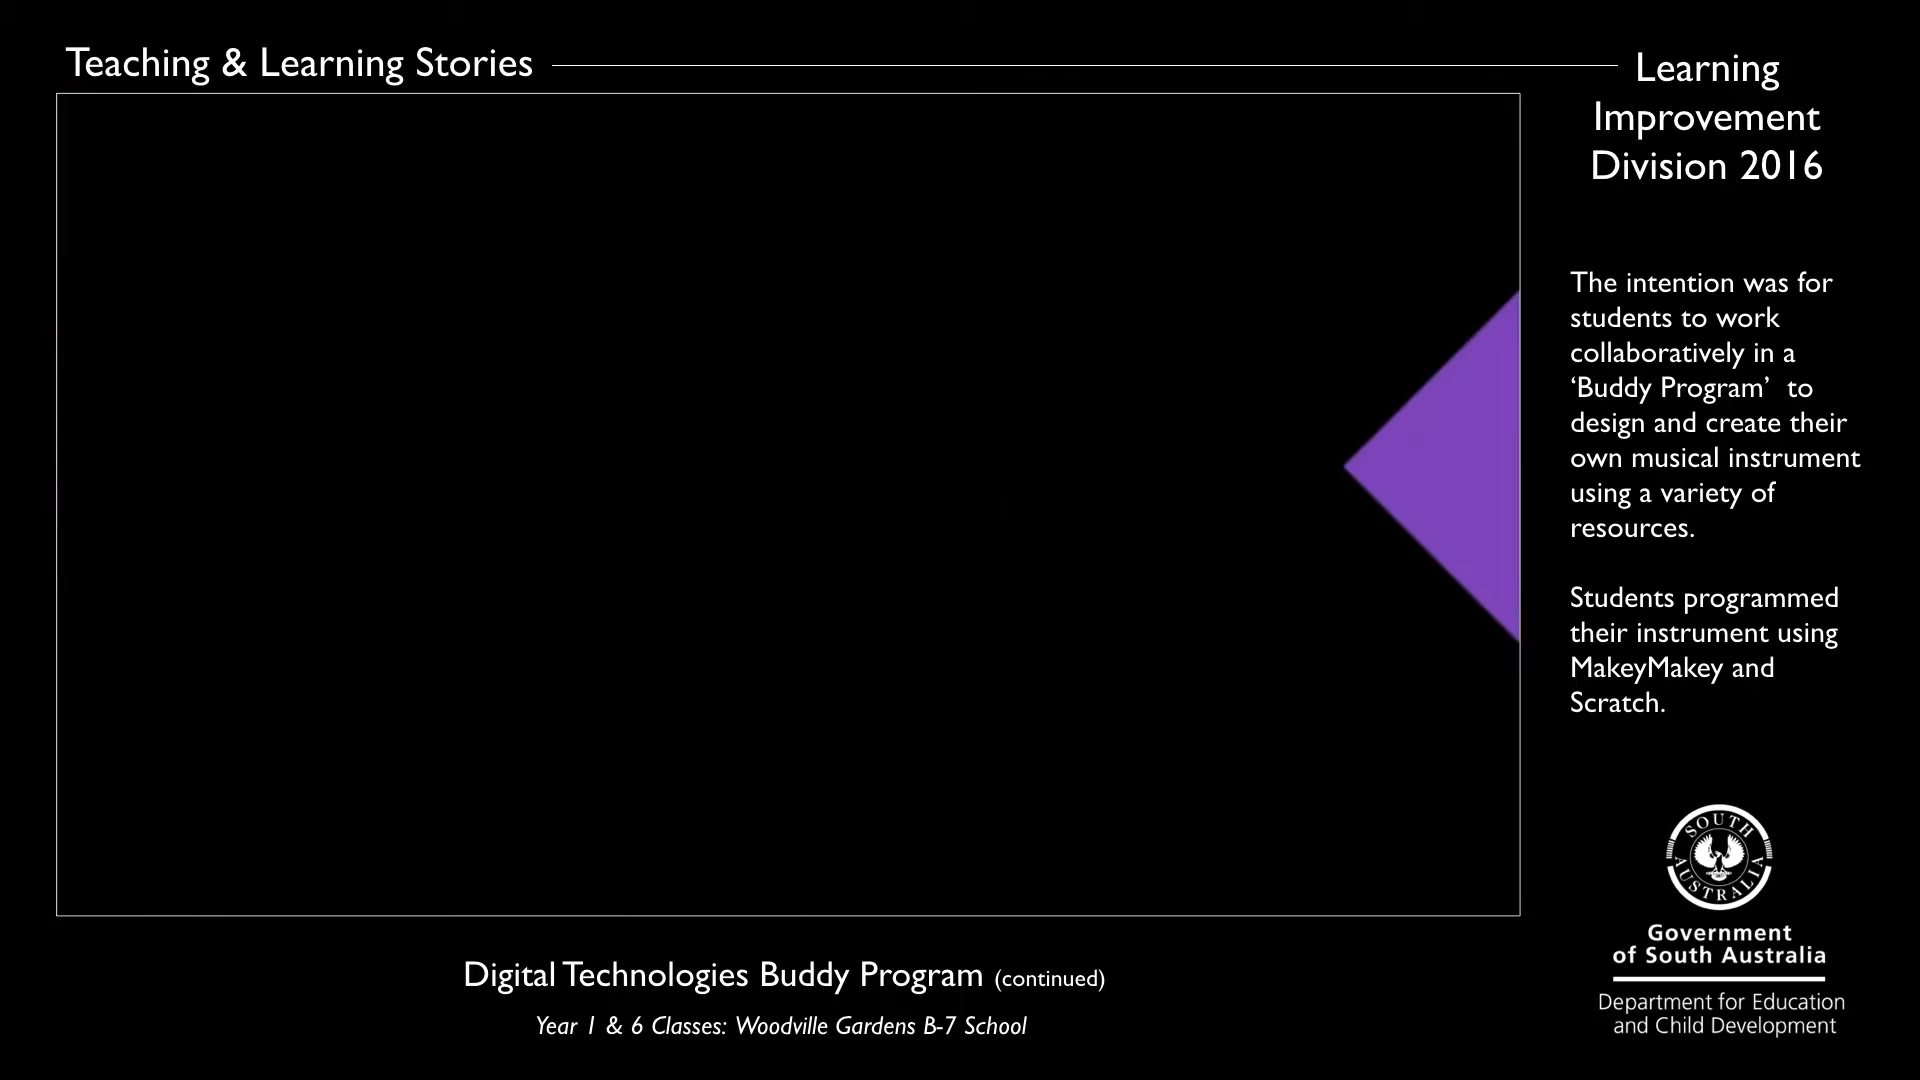 Teaching & Learning Stories
Learning
Improvement
Division 2016
The intention was for
students to work
collaboratively in a
‘Buddy Program’  to
design and create their
own musical instrument
using a variety of
resources.
Students programmed
their instrument using
MakeyMakey and
Scratch.
SOUTH
AUSTRALIA
Government
of South Australia
Department for Education
and Child Development
Digital Technologies Buddy Program (continued)
Year 1 & 6 Classes: Woodville Gardens B-7 School